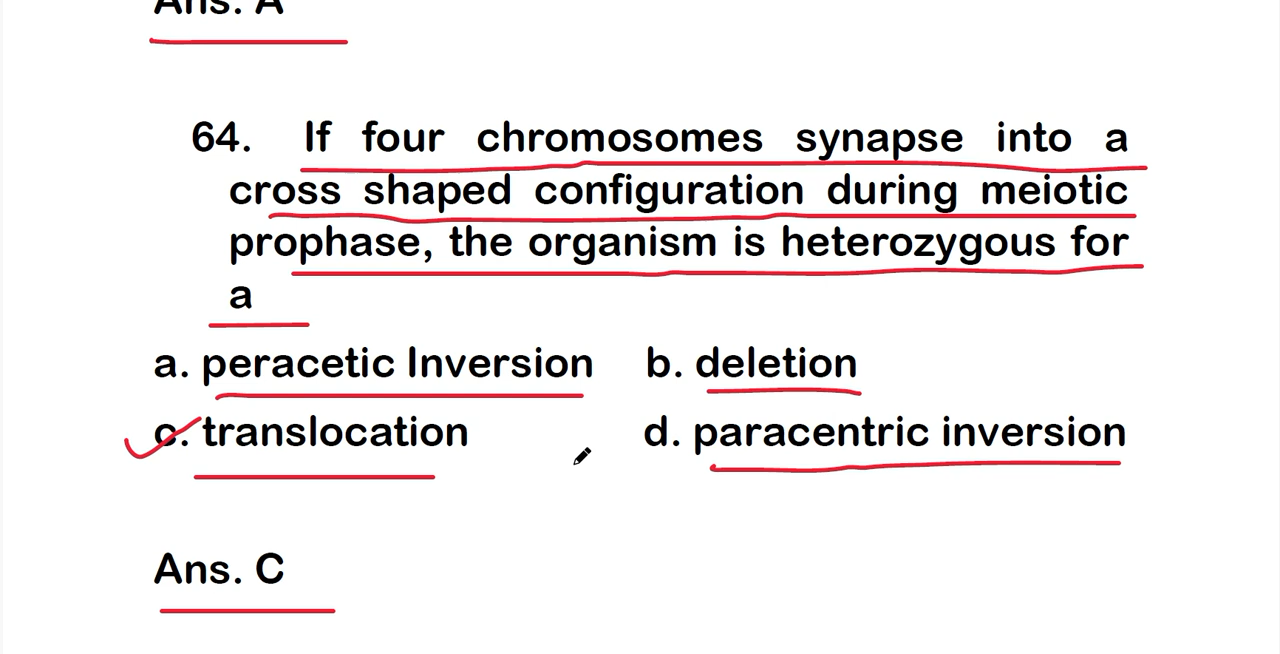 Ans. A
64. If four chromosomes synapse into a
cross shaped configuration during meiotic
prophase, the organism is heterozygous for
a
a. peracetic Inversion b. deletion
c. translocation d. paracentric inversion
Ans. C